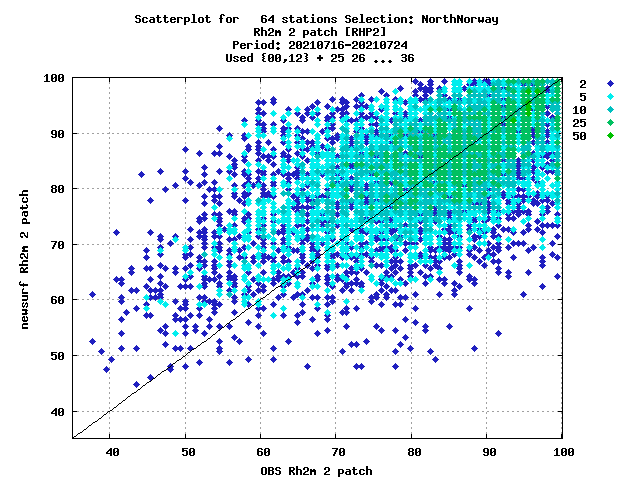 Scatterplot for   64 stations Selection: NorthNorway
Rh2m 2 patch [RHP2]
Period: 20210716-20210724
Used {00,12} + 25 26 ... 36
2
5
10
25
50
100
90
80
70
60
50
40
newsurf Rh2m 2 patch
40 50 60 70 80 90 100
OBS Rh2m 2 patch